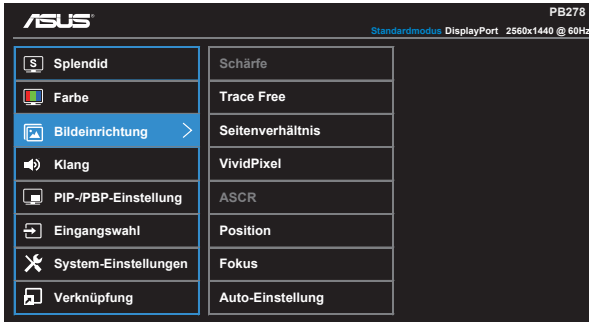 ASUS
PB278
Standardmodus DisplayPort 2560x1440 @ 60Hz
S Splendid
Farbe
Bildeinrichtung
Klang
PIP-/PBP-Einstellung
Eingangswahl
System-Einstellungen
Verknüpfung
Schärfe
Trace Free
Seitenverhältnis
VividPixel
ASCR
Position
Fokus
Auto-Einstellung